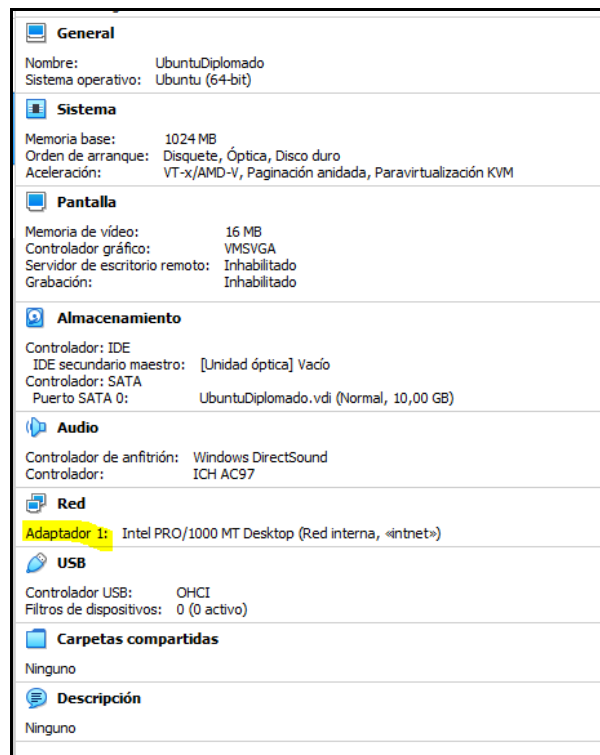 General
Nombre: UbuntuDiplomado
Sistema operativo: Ubuntu (64-bit)
Sistema
Memoria base: 1024 MB
Orden de arranque: Disquete, Óptica, Disco duro
Aceleración: VT-x/AMD-V, Paginación anidada, Paravirtualización KVM
Pantalla
Memoria de vídeo: 16 MB
Controlador gráfico: VMSVGA
Servidor de escritorio remoto: Inhabilitado
Grabación: Inhabilitado
Almacenamiento
Controlador: IDE
IDE secundario maestro: [Unidad óptica] Vacío
Controlador: SATA
Puerto SATA 0: UbuntuDiplomado.vdi (Normal, 10,00 GB)
Audio
Controlador de anfitrión: Windows DirectSound
Controlador: ICH AC97
Red
Adaptador 1: Intel PRO/1000 MT Desktop (Red interna, «intnet»)
USB
Controlador USB: OHCI
Filtros de dispositivos: 0 (0 activo)
Carpetas compartidas
Ninguno
Descripción
Ninguno